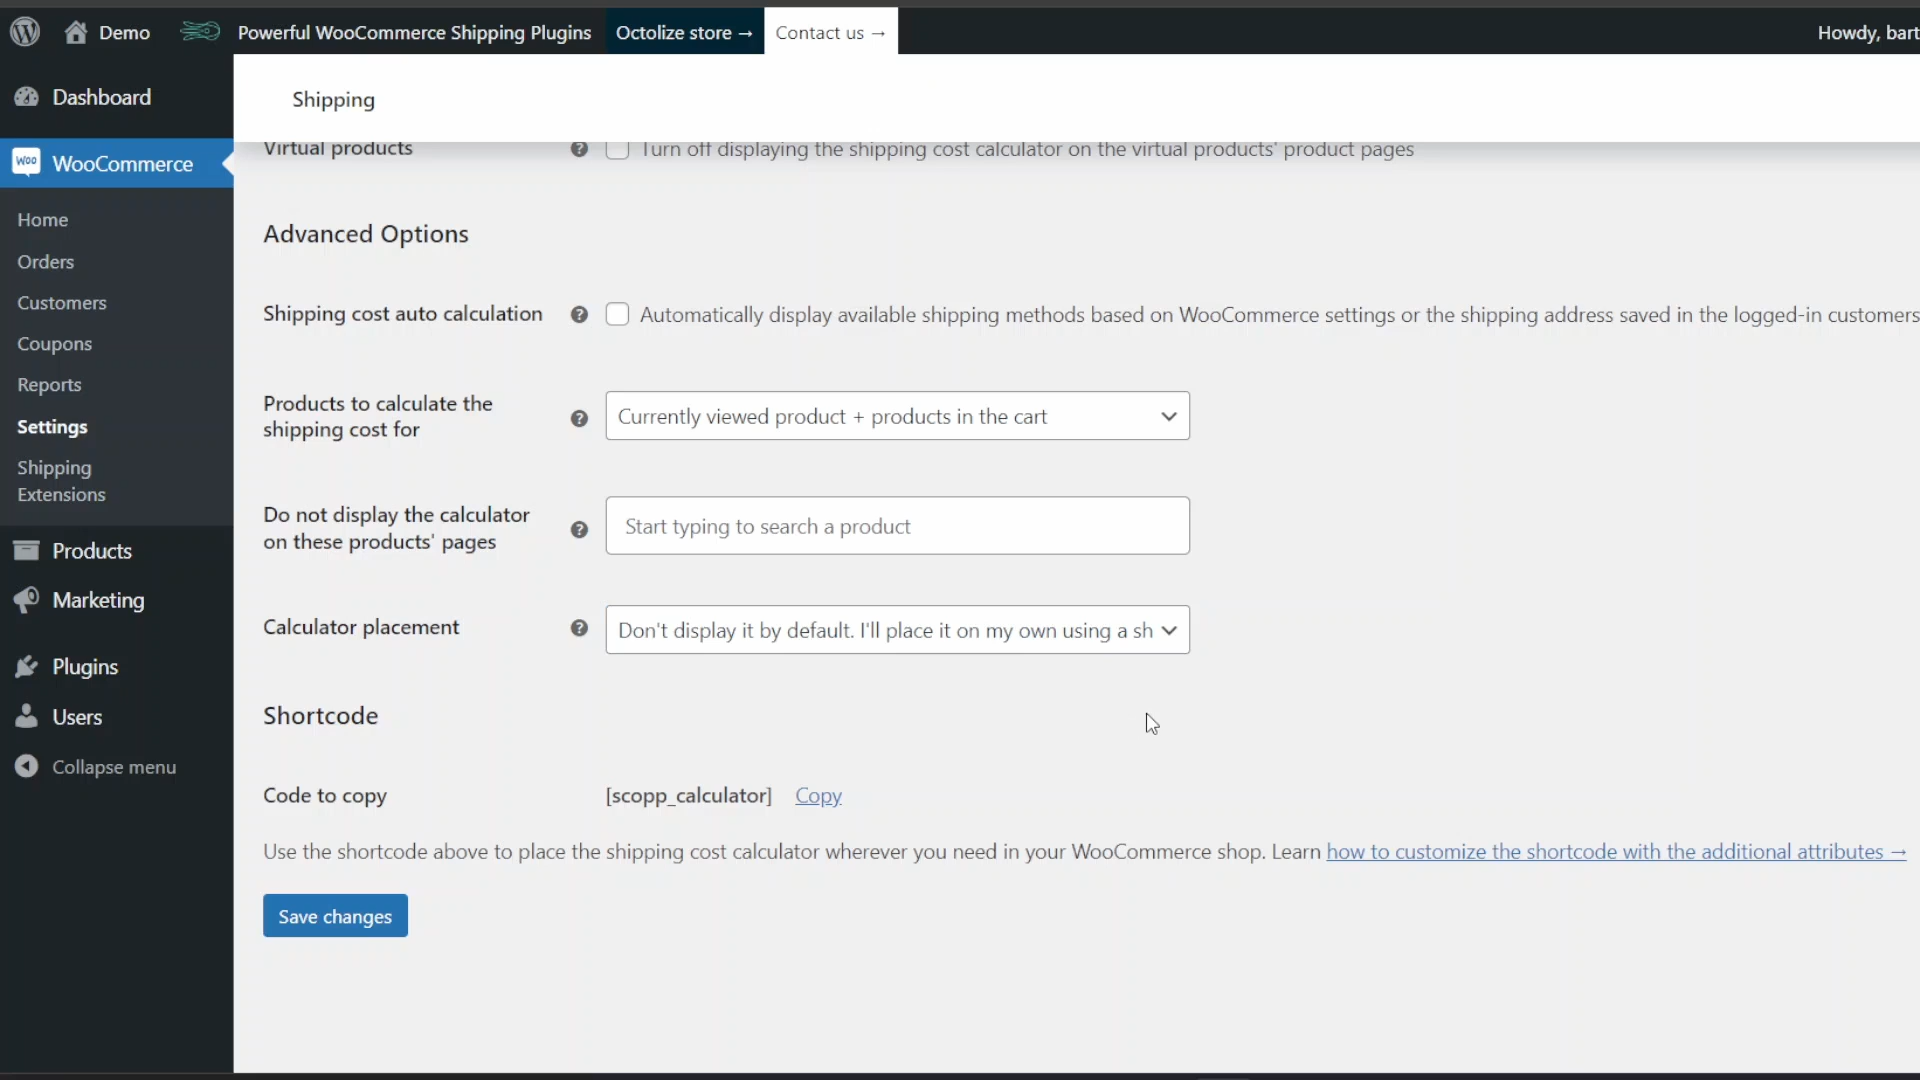 Demo
Powerful WooCommerce Shipping Plugins
Octolize store →
Contact us →
Howdy, bart
Dashboard
WooCommerce
Home
Orders
Customers
Coupons
Reports
Settings
Shipping
Extensions
Products
Marketing
Plugins
Users
Collapse menu
Shipping
Virtual products
Turn off displaying the shipping cost calculator on the virtual products' product pages
Advanced Options
Shipping cost auto calculation
Automatically display available shipping methods based on WooCommerce settings or the shipping address saved in the logged-in customers
Products to calculate the
shipping cost for
Currently viewed product + products in the cart
Do not display the calculator
on these products' pages
Start typing to search a product
Calculator placement
Don't display it by default. I'll place it on my own using a sh
Shortcode
Code to copy
[scopp_calculator] Copy
Use the shortcode above to place the shipping cost calculator wherever you need in your WooCommerce shop. Learn how to customize the shortcode with the additional attributes →
Save changes